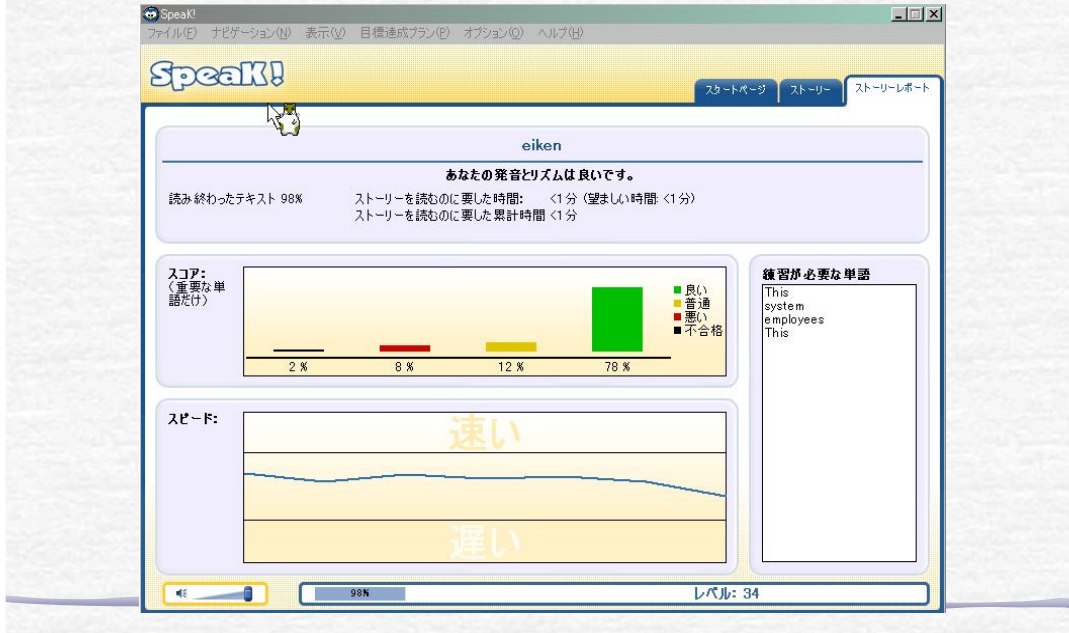 SpeaK!
ファイル(F) ナビゲーション(N) 表示(V) 目標達成プラン(P) オプション(O) ヘルプ(H)
SpeaK!
スタートページ ストーリー ストーリーレポート
eiken
あなたの発音とリズムは良いです。
読み終わったテキスト 98% ストーリーを読むのに要した時間: <1 分 (望ましい時間: <1 分)
ストーリーを読むのに要した累計時間 <1 分
スコア:
(重要な単
語だけ)
良い
普通
悪い
不合格
2 % 8 % 12 % 78 %
練習が必要な単語
This
system
employees
This
スピード:
速い
遅い
98% レベル: 34